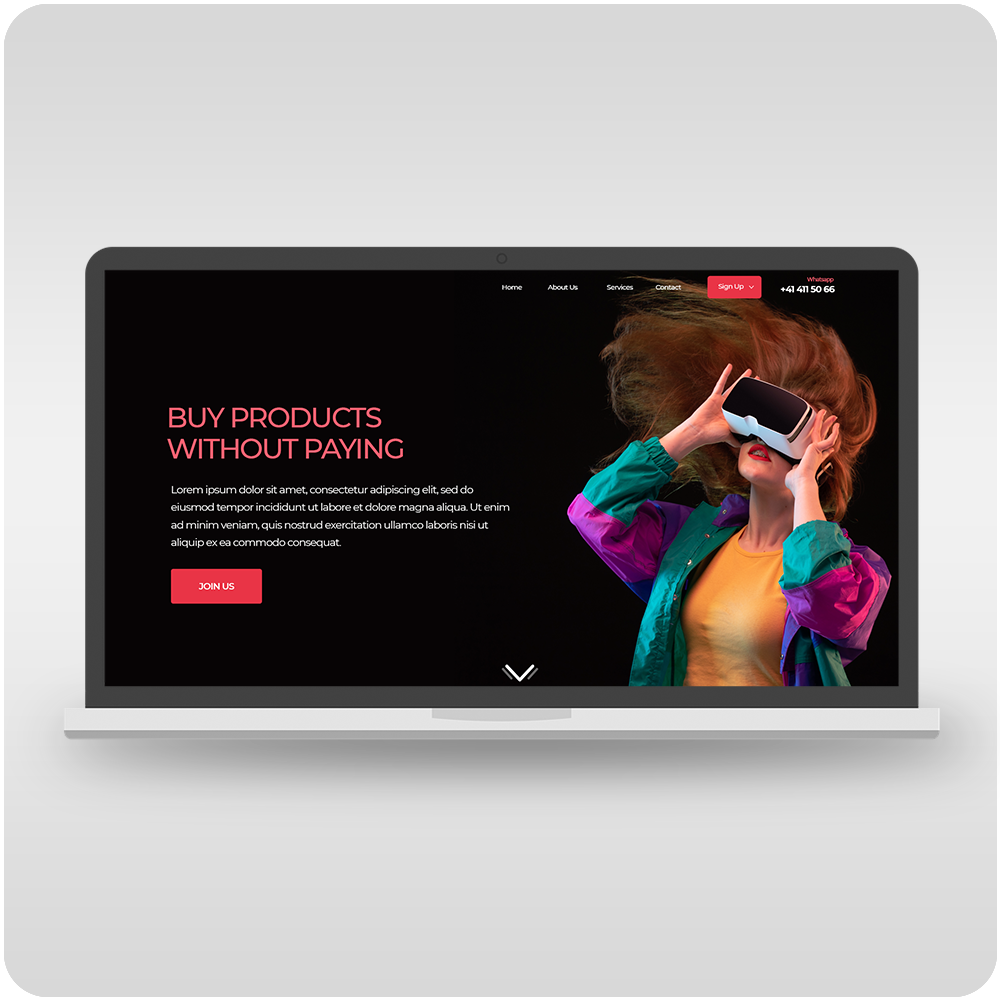 Home About Us Services Contact Sign Up Whatsapp
+41 411 50 66
BUY PRODUCTS
WITHOUT PAYING
Lorem ipsum dolor sit amet, consectetur adipiscing elit, sed do
eiusmod tempor incididunt ut labore et dolore magna aliqua. Ut enim
ad minim veniam, quis nostrud exercitation ullamco laboris nisi ut
aliquip ex ea commodo consequat.
JOIN US